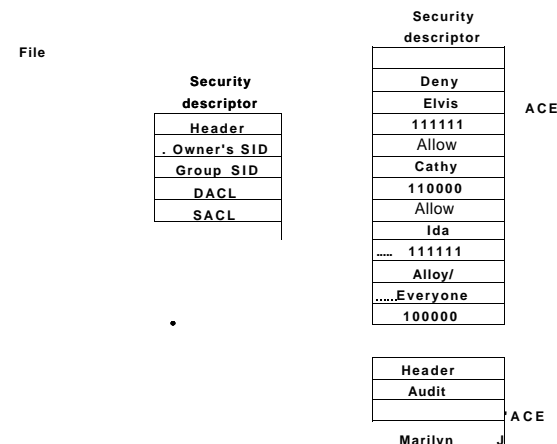 File
Security
descriptor
Header
. Owner's SID
Group SID
DACL
SACL
Security
descriptor
Deny
Elvis
111111
Allow
Cathy
110000
Allow
Ida
..... 111111
Alloy/
......Everyone
100000
ACE
Header
Audit
'ACE
Marilyn J